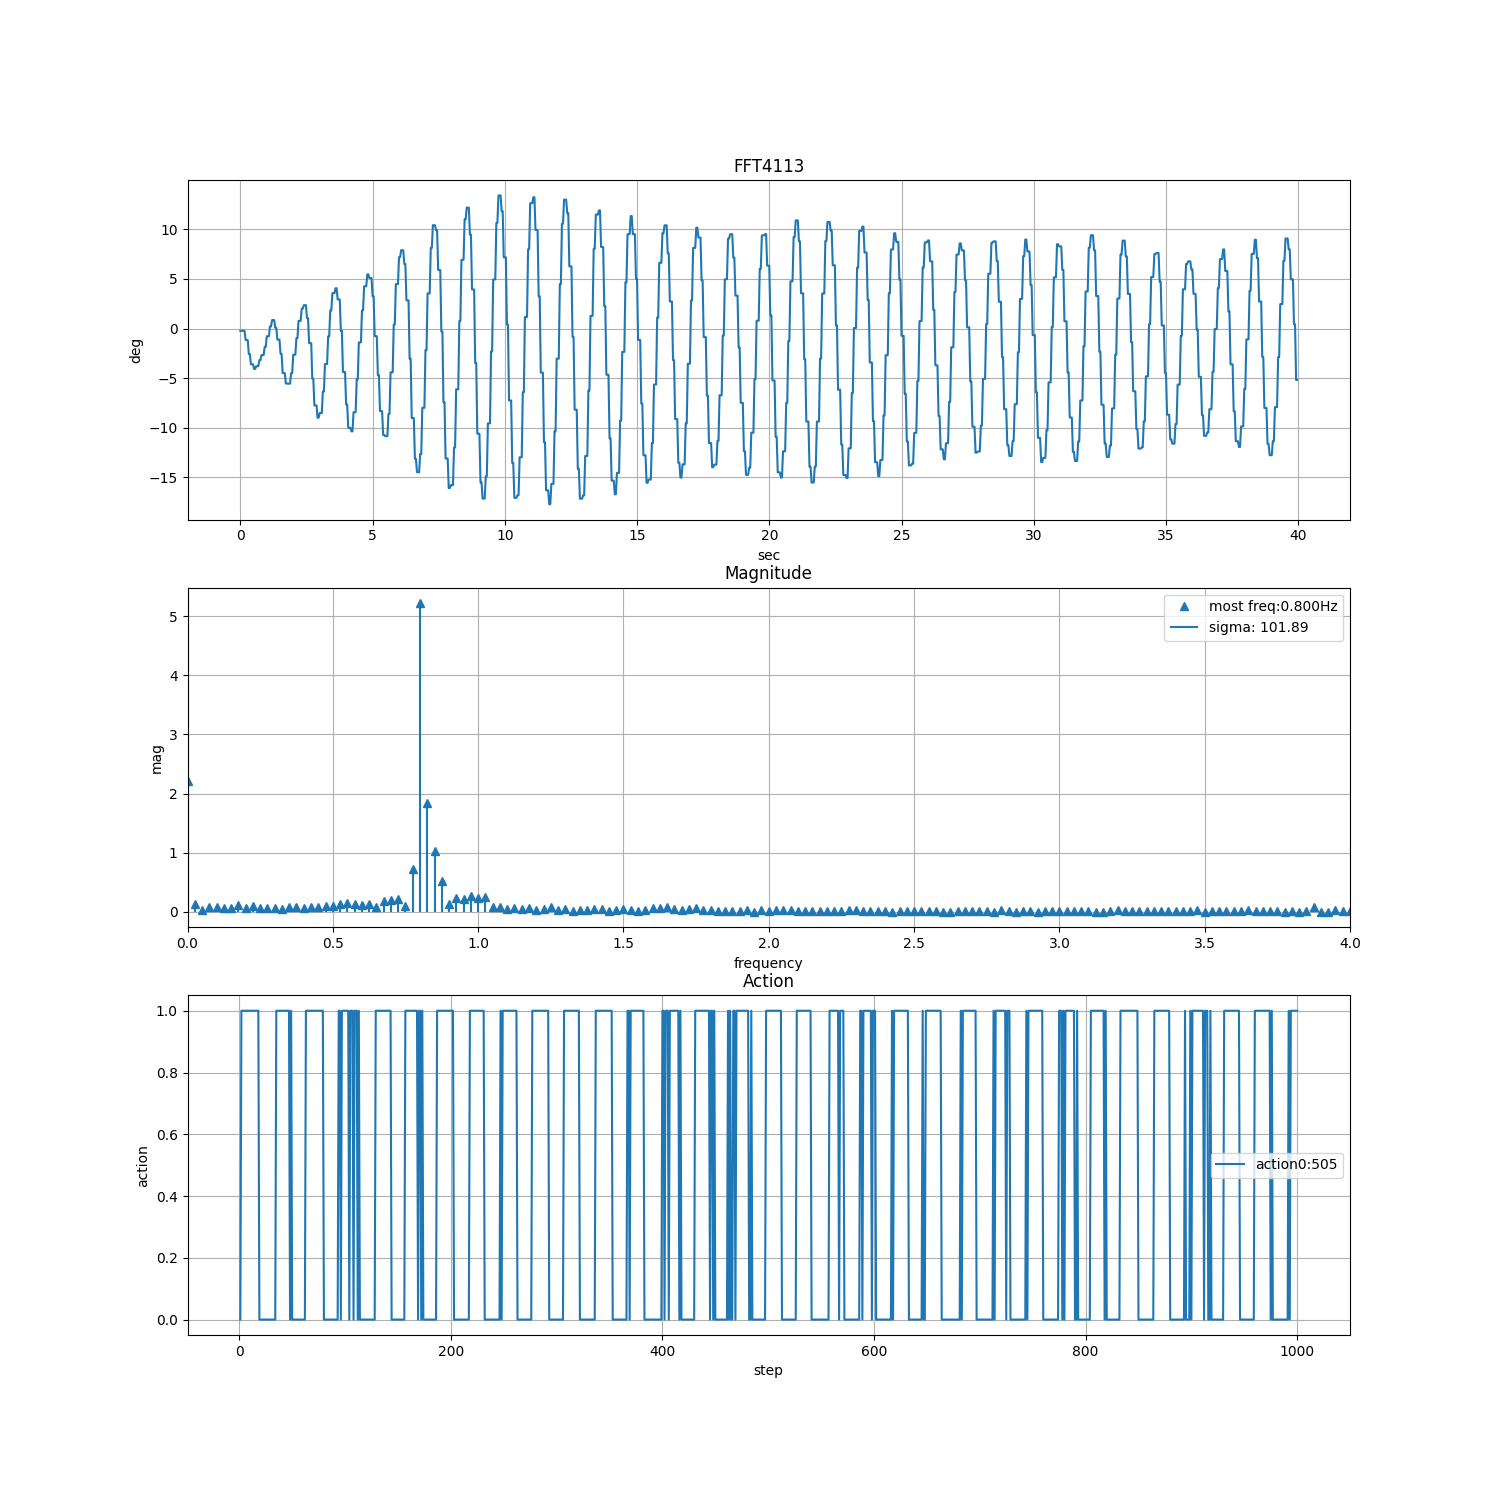 FFT4113
10
5
0
−5
−10
−15
deg
0 5 10 15 20 25 30 35 40
sec
Magnitude
5
4
3
2
1
0
mag
most freq:0.800Hz
sigma: 101.89
0.0 0.5 1.0 1.5 2.0 2.5 3.0 3.5 4.0
frequency
Action
1.0
0.8
0.6
0.4
0.2
0.0
action
action0:505
0 200 400 600 800 1000
step